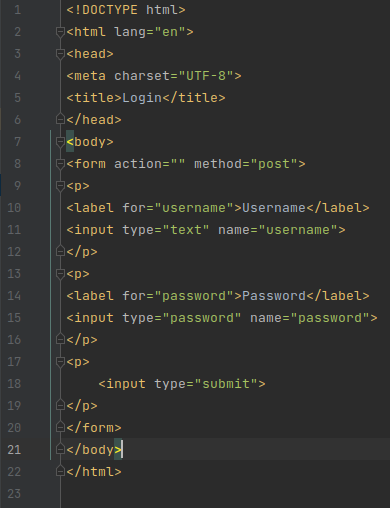 1 <!DOCTYPE html>
2 <html lang="en">
3 <head>
4 <meta charset="UTF-8">
5 <title>Login</title>
6 </head>
7 <body>
8 <form action="" method="post">
9 <p>
10 <label for="username">Username</label>
11 <input type="text" name="username">
12 </p>
13 <p>
14 <label for="password">Password</label>
15 <input type="password" name="password">
16 </p>
17 <p>
18     <input type="submit">
19 </p>
20 </form>
21 </body>
22 </html>
23